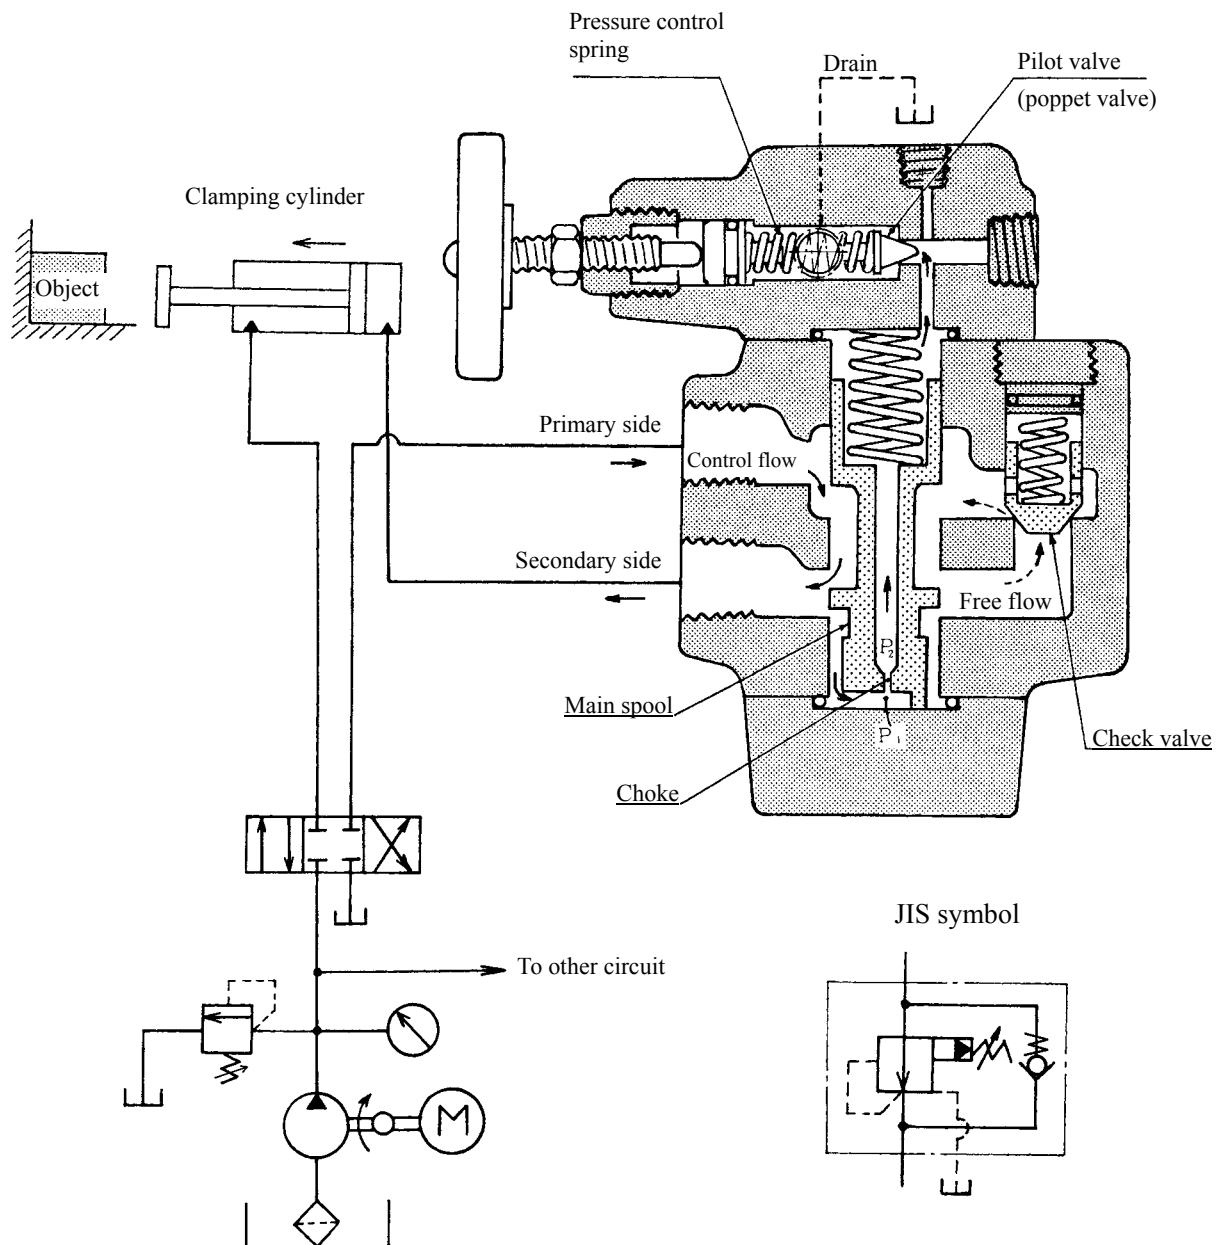 Pressure control
spring
Drain
Pilot valve
(poppet valve)
Clamping cylinder
Object
Primary side
Control flow
Secondary side
Free flow
P2
Main spool
P1
Check valve
Choke
JIS symbol
To other circuit
M